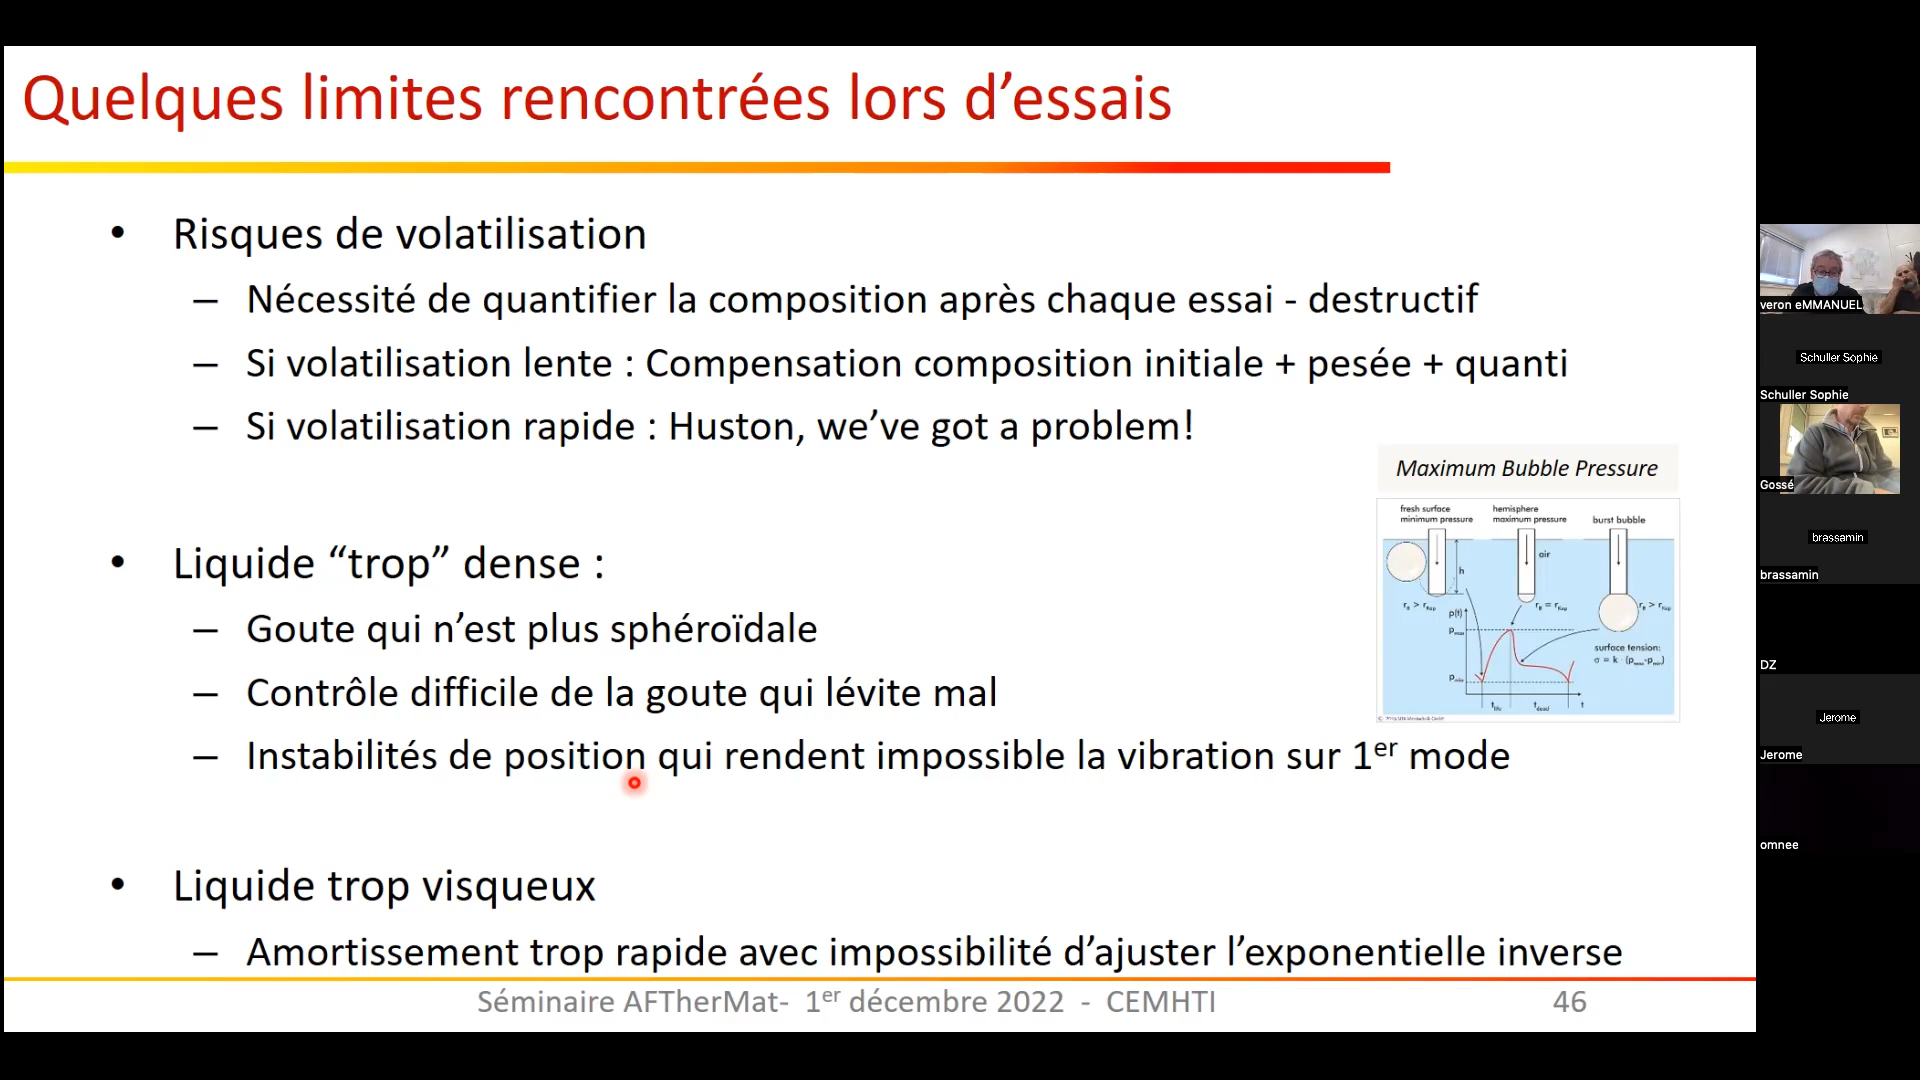 Quelques limites rencontrées lors d’essais
• Risques de volatilisation
– Nécessité de quantifier la composition après chaque essai - destructif
– Si volatilisation lente : Compensation composition initiale + pesée + quanti
– Si volatilisation rapide : Huston, we’ve got a problem!
• Liquide “trop” dense :
– Goute qui n’est plus sphéroïdale
– Contrôle difficile de la goute qui lévite mal
– Instabilités de position qui rendent impossible la vibration sur 1er mode
• Liquide trop visqueux
– Amortissement trop rapide avec impossibilité d’ajuster l’exponentielle inverse
Maximum Bubble Pressure
fresh surface
minimum pressure
hemisphere
maximum pressure
burst bubble
air
h
p(t)
t
surface tension:
Séminaire AFTherMat- 1er décembre 2022 - CEMHTI
46
veron eMMANUEL
Schuller Sophie
Schuller Sophie
Gossé
brassamin
brassamin
DZ
Jerome
Jerome
omnee